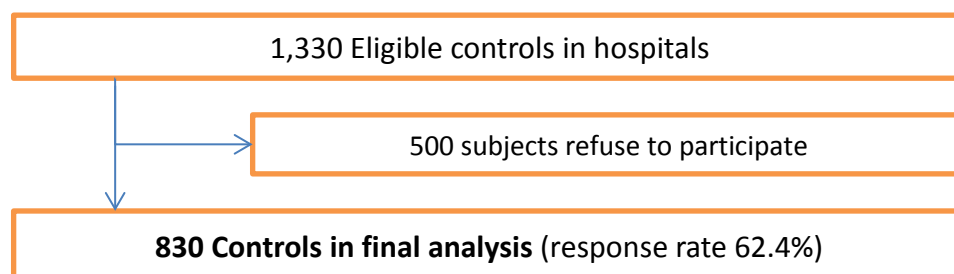 1,330 Eligible controls in hospitals
500 subjects refuse to participate
830 Controls in final analysis (response rate 62.4%)